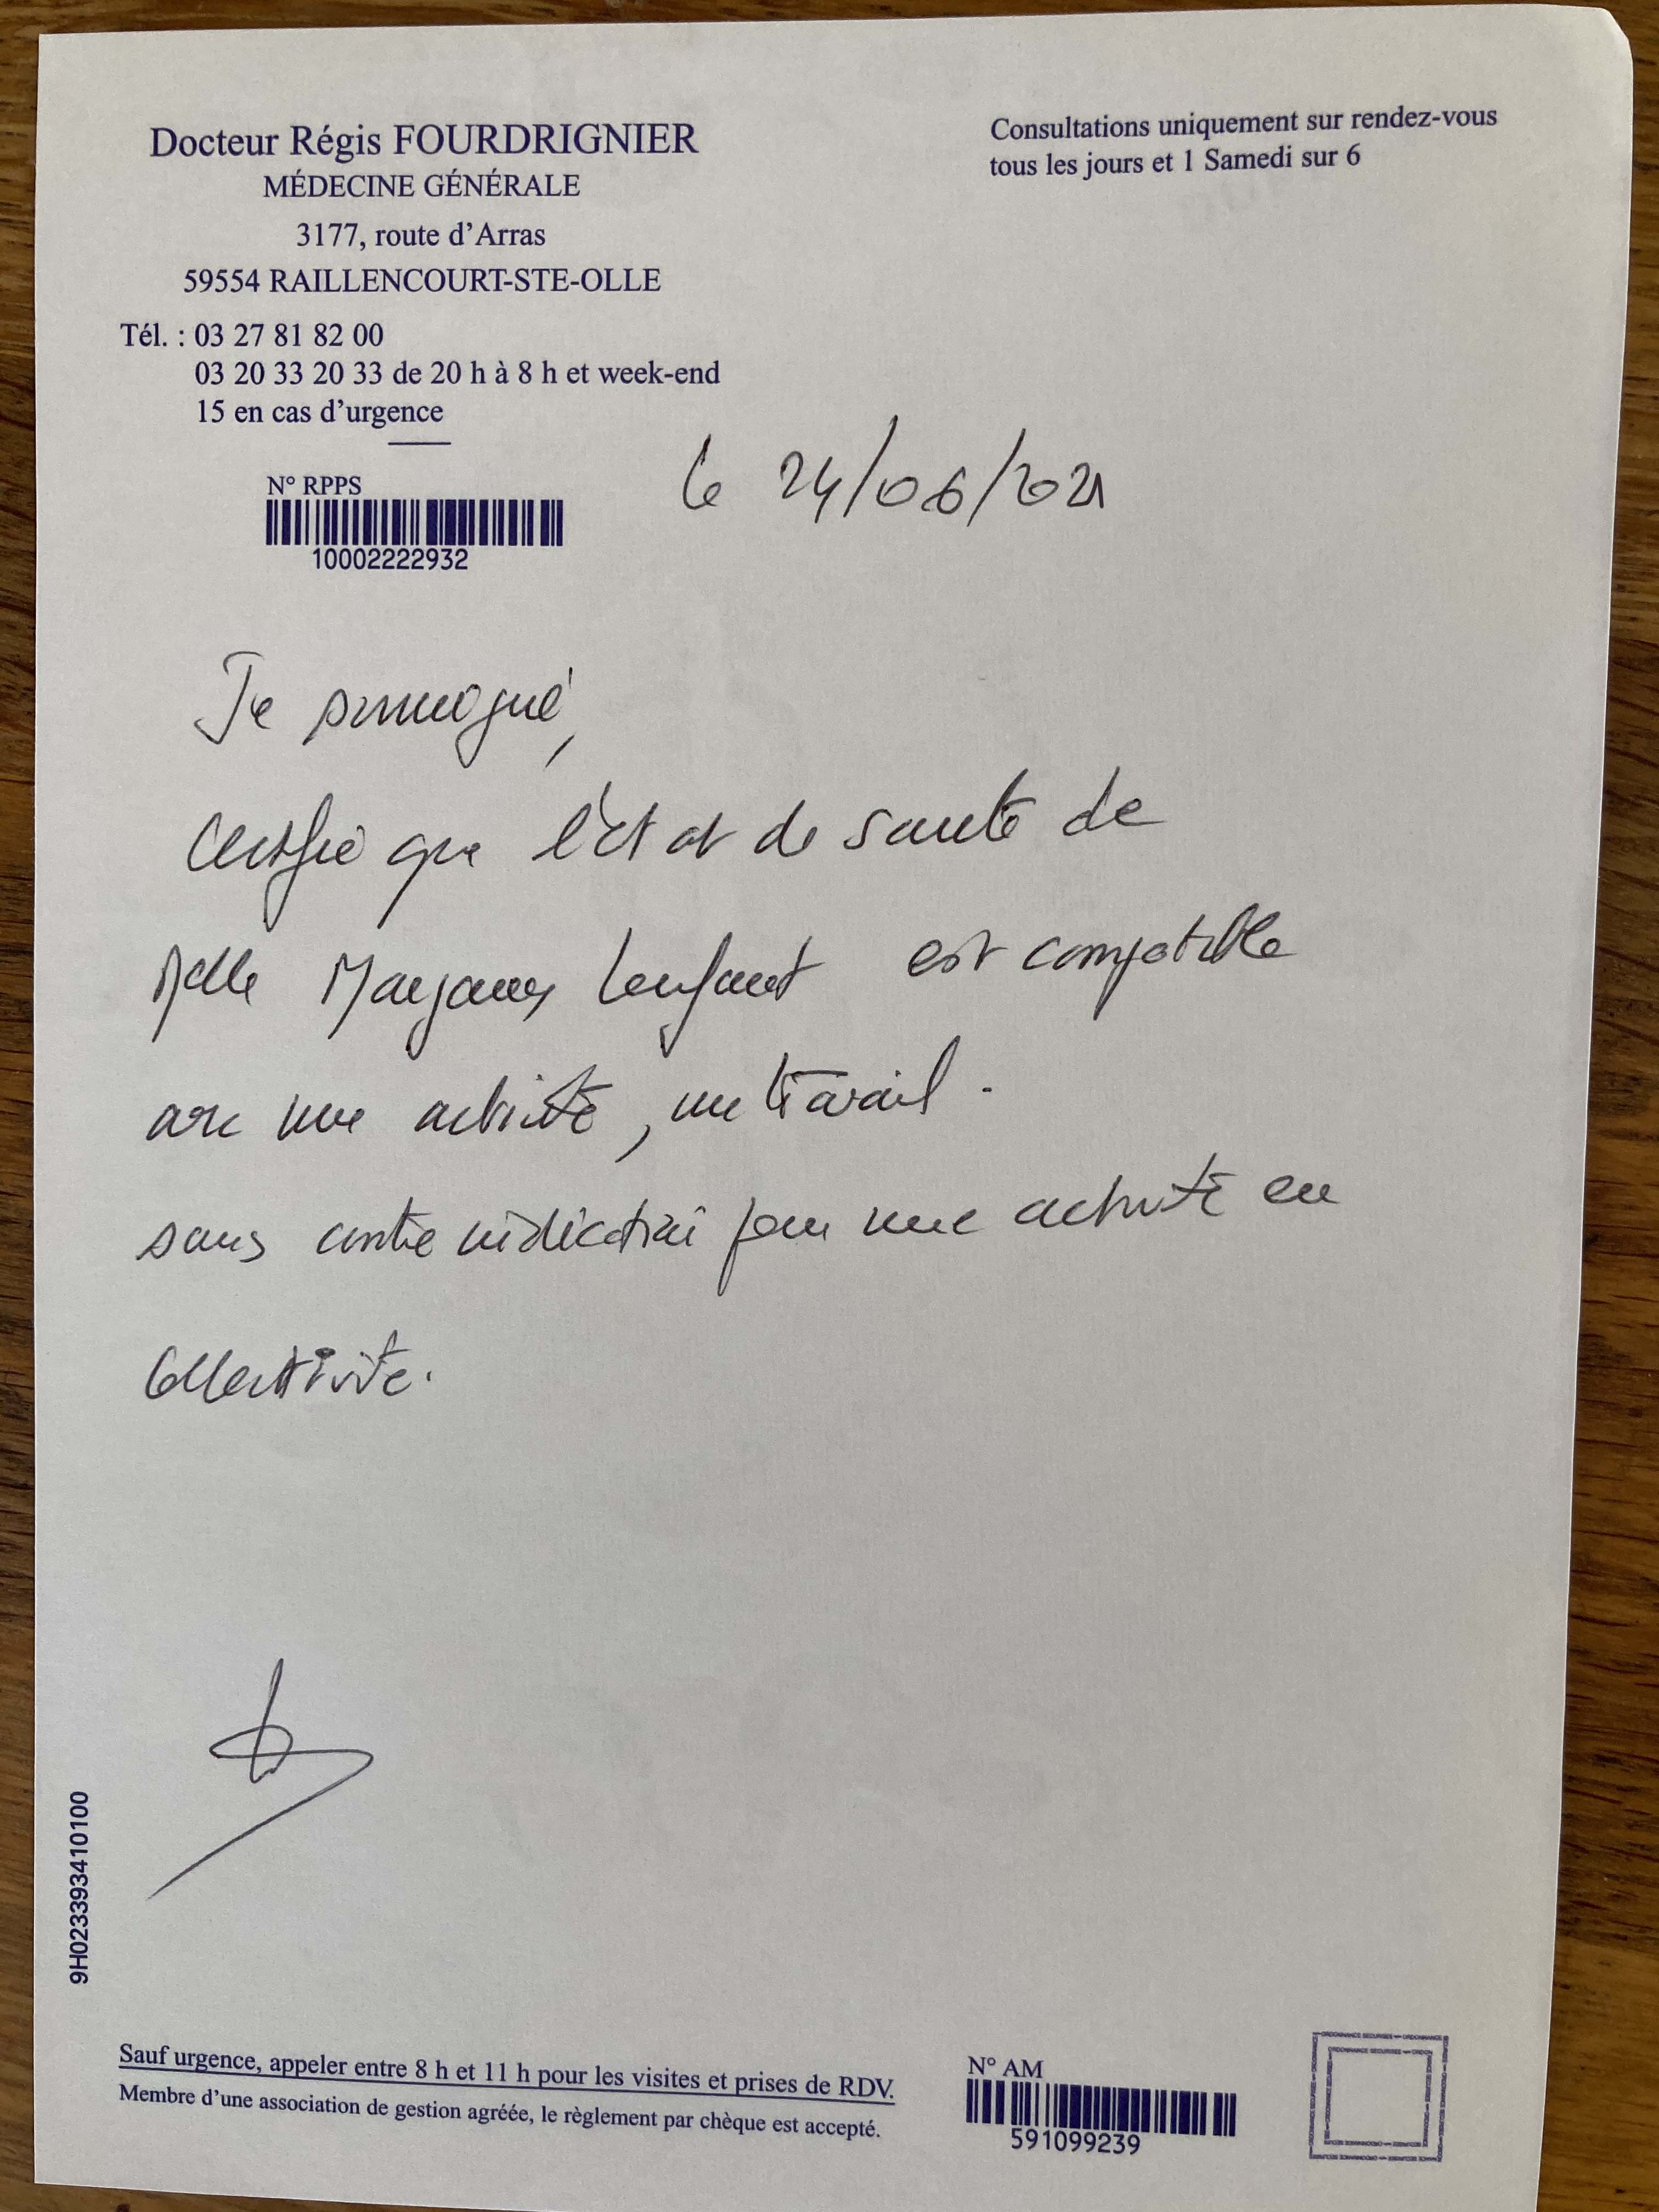 Docteur Régis FOURDRIGNIER
MÉDECINE GÉNÉRALE
3177, route d'Arras
59554 RAILLENCOURT-STE-OLLE
Tél. : 03 27 81 82 00
03 20 33 20 33 de 20 h à 8 h et week-end
15 en cas d'urgence
Consultations uniquement sur rendez-vous
tous les jours et 1 Samedi sur 6
N° RPPS
10002222932
le 24/06/2021
Je soussigné,
certifie que l'état de santé de
Melle Lenfant est compatible
avec une activité, un travail.
sans contre indication pour une activité en
collectivité.
9H02339341010​0
Sauf urgence, appeler entre 8 h et 11 h pour les visites et prises de RDV.
Membre d'une association de gestion agréée, le règlement par chèque est accepté.
N° AM
591099239